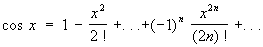 cos x = 1 − x²/2! +...+(−1)ⁿ x²ⁿ/(2n)! +...